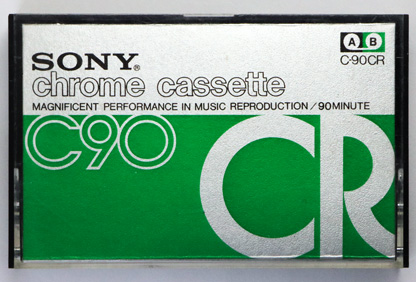 SONY®
A B
C-90CR
chrome cassette
MAGNIFICENT PERFORMANCE IN MUSIC REPRODUCTION / 90MINUTE
C90
CR